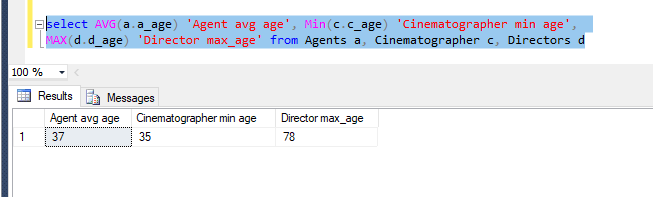 select AVG(a.a_age) 'Agent avg age', Min(c.c_age) 'Cinematographer min age',
MAX(d.d_age) 'Director max_age' from Agents a, Cinematographer c, Directors d
100 %
Results Messages
Agent avg age Cinematographer min age Director max_age
1 37 35 78